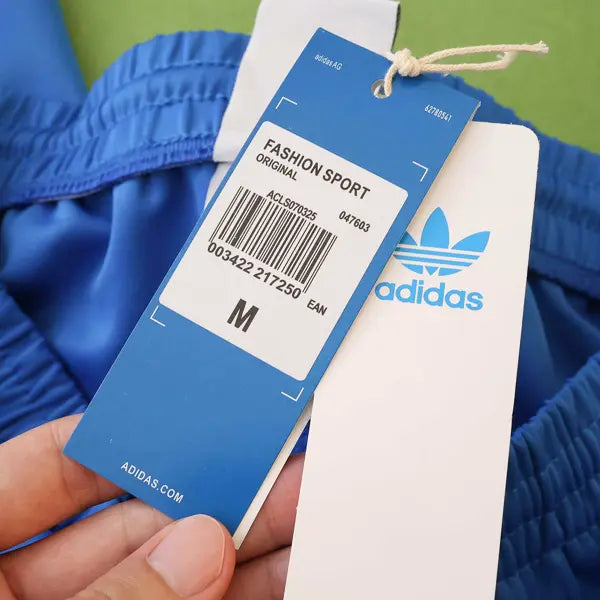 adidas AG
62780541
FASHION SPORT
ORIGINAL
ACLS070325 047603
003422 217250 EAN
M
ADIDAS.COM
adidas